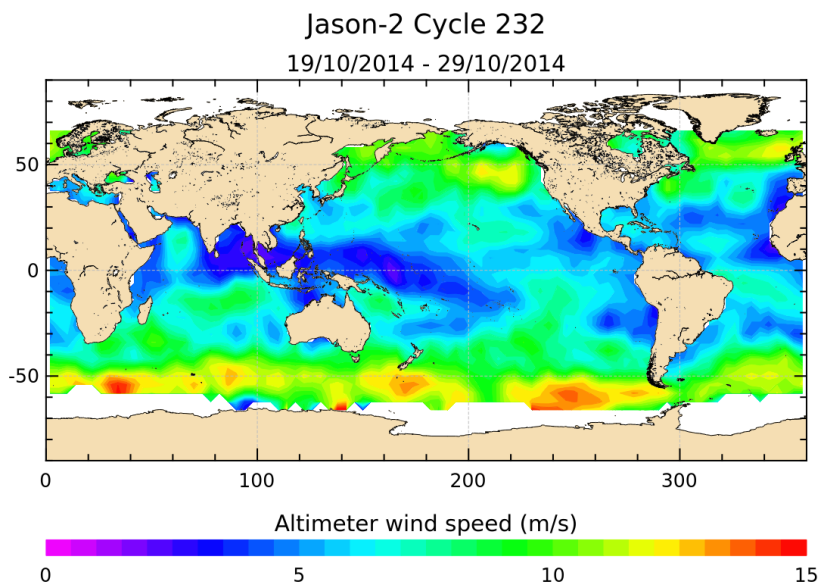 Jason-2 Cycle 232
19/10/2014 - 29/10/2014
50
0
-50
0 100 200 300
Altimeter wind speed (m/s)
0 5 10 15